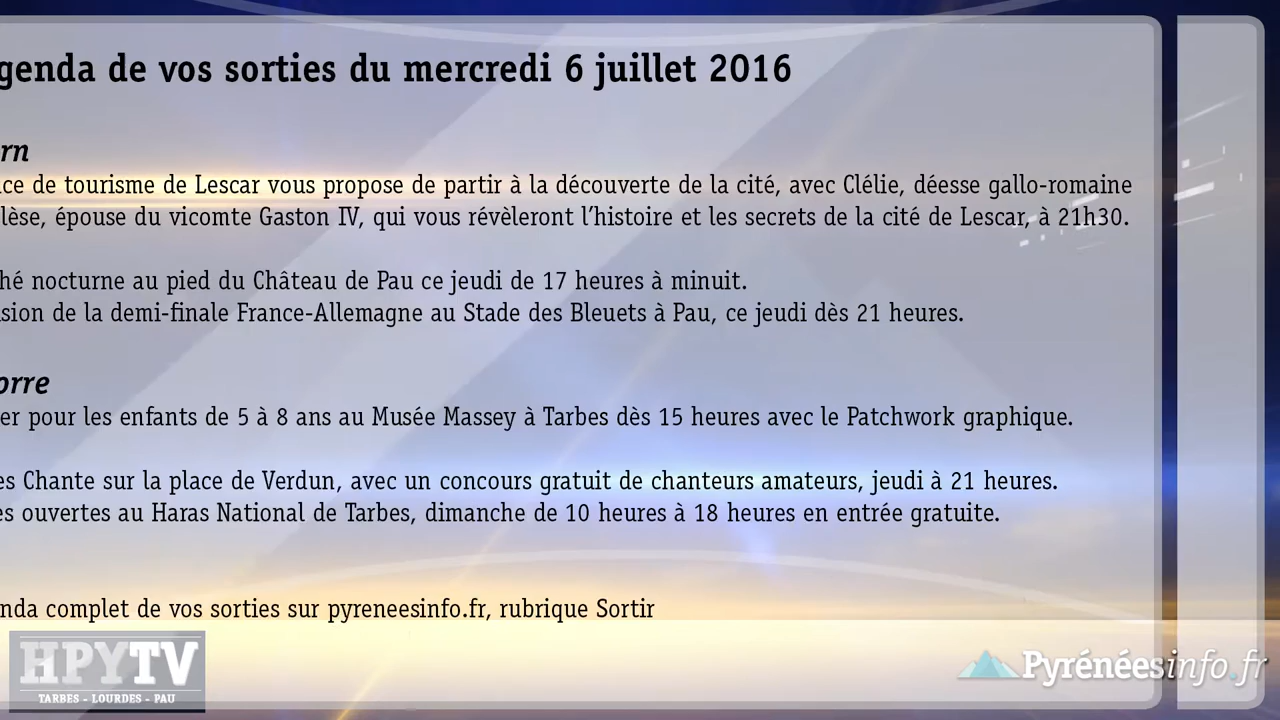 genda de vos sorties du mercredi 6 juillet 2016
rn
ce de tourisme de Lescar vous propose de partir à la découverte de la cité, avec Clélie, déesse gallo-romaine
lèse, épouse du vicomte Gaston IV, qui vous révèleront l’histoire et les secrets de la cité de Lescar, à 21h30.
hé nocturne au pied du Château de Pau ce jeudi de 17 heures à minuit.
sion de la demi-finale France-Allemagne au Stade des Bleuets à Pau, ce jeudi dès 21 heures.
orre
er pour les enfants de 5 à 8 ans au Musée Massey à Tarbes dès 15 heures avec le Patchwork graphique.
es Chante sur la place de Verdun, avec un concours gratuit de chanteurs amateurs, jeudi à 21 heures.
es ouvertes au Haras National de Tarbes, dimanche de 10 heures à 18 heures en entrée gratuite.
nda complet de vos sorties sur pyreneesinfo.fr, rubrique Sortir
HPYTV
TARBES - LOURDES - PAU
Pyrénéesinfo.fr